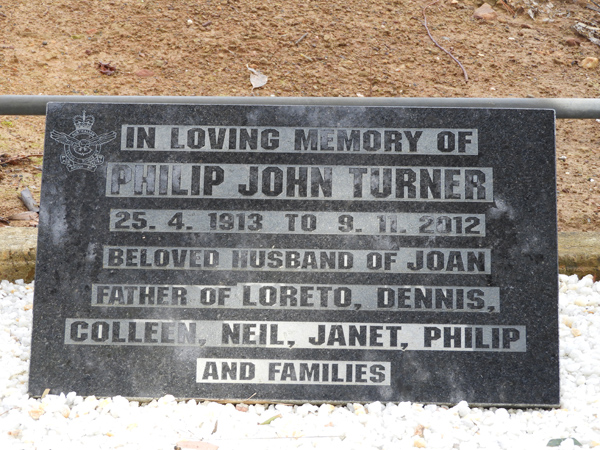 IN LOVING MEMORY OF
PHILIP JOHN TURNER
25. 4. 1913 TO 9. 11. 2012
BELOVED HUSBAND OF JOAN
FATHER OF LORETO, DENNIS,
COLLEEN, NEIL, JANET, PHILIP
AND FAMILIES